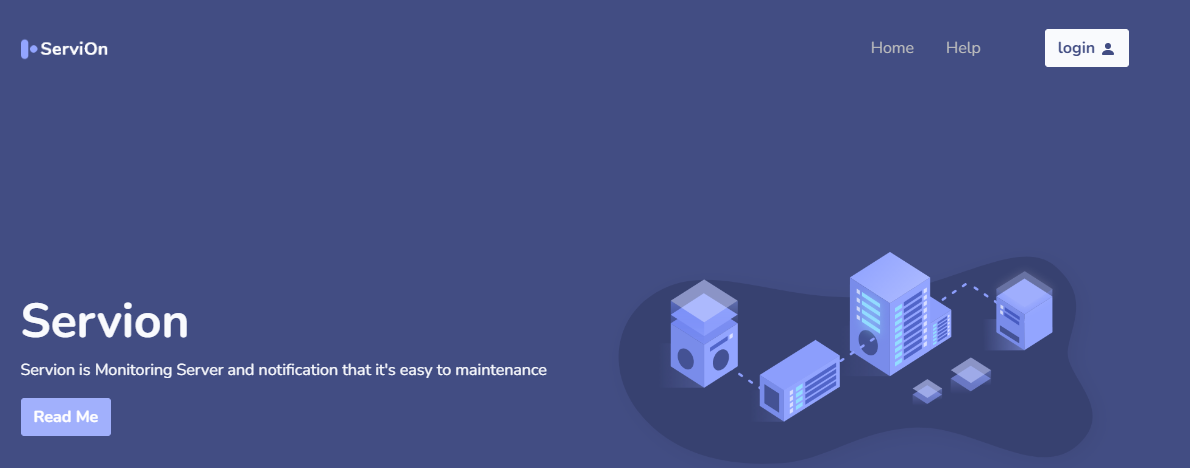 ServiOn
Home
Help
login
Servion
Servion is Monitoring Server and notification that it's easy to maintenance
Read Me